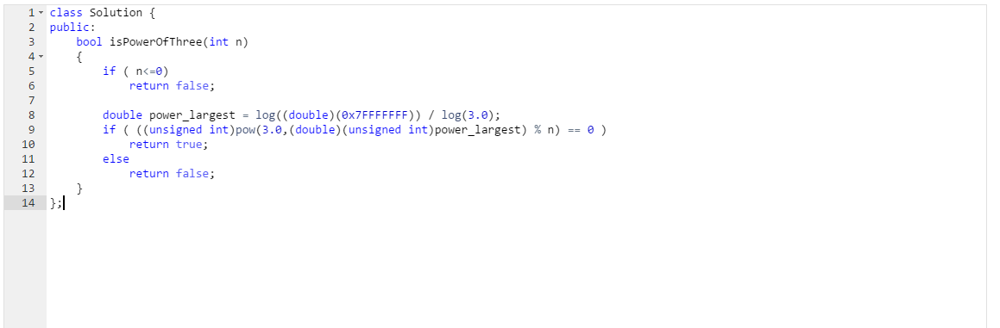 1 class Solution {
2 public:
3     bool isPowerOfThree(int n)
4     {
5         if ( n<=0)
6             return false;
7
8         double power_largest = log((double)(0x7FFFFFFF)) / log(3.0);
9         if ( ((unsigned int)pow(3.0,(double)(unsigned int)power_largest) % n) == 0 )
10             return true;
11         else
12             return false;
13     }
14 };